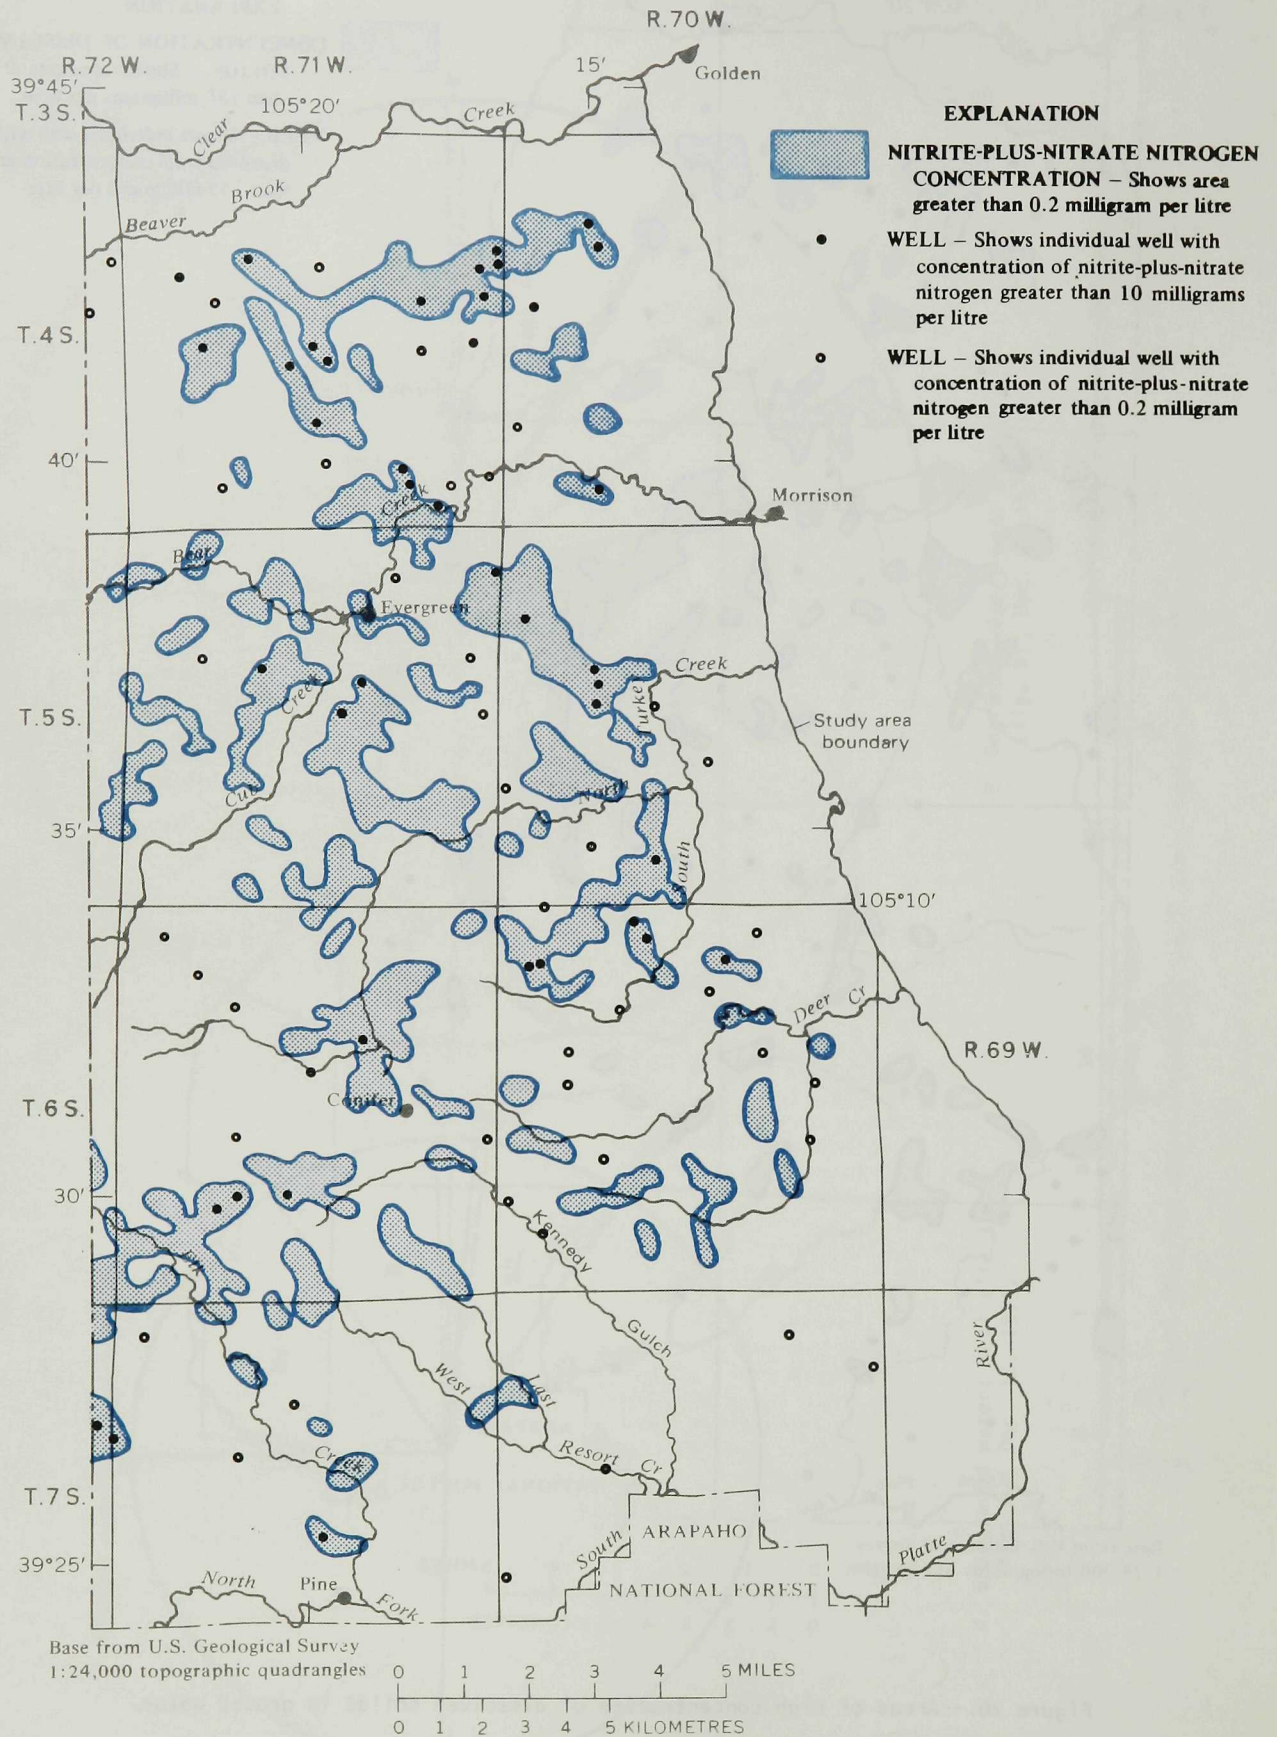 R.70 W.
R.72 W.
R.71 W.
15'
Golden
39°45'
T.3 S.
105°20'
Clear
Creek
EXPLANATION
NITRITE-PLUS-NITRATE NITROGEN
CONCENTRATION – Shows area
greater than 0.2 milligram per litre
WELL – Shows individual well with
concentration of nitrite-plus-nitrate
nitrogen greater than 10 milligrams
per litre
WELL – Shows individual well with
concentration of nitrite-plus-nitrate
nitrogen greater than 0.2 milligram
per litre
Beaver
Brook
T.4 S.
40'
Creek
Morrison
Bear
Evergreen
Creek
Creek
Turkey
T.5 S.
Study area
boundary
Cub
North
35'
South
105°10'
Deer Cr
R.69 W.
Conifer
T.6 S.
30'
Kennedy
Elk
Gulch
River
West
Last
Resort Cr
Creek
T.7 S.
ARAPAHO
South
Platte
39°25'
NATIONAL FOREST
North
Pine
Fork
Base from U.S. Geological Survey
1:24,000 topographic quadrangles
0 1 2 3 4 5 MILES
0 1 2 3 4 5 KILOMETRES